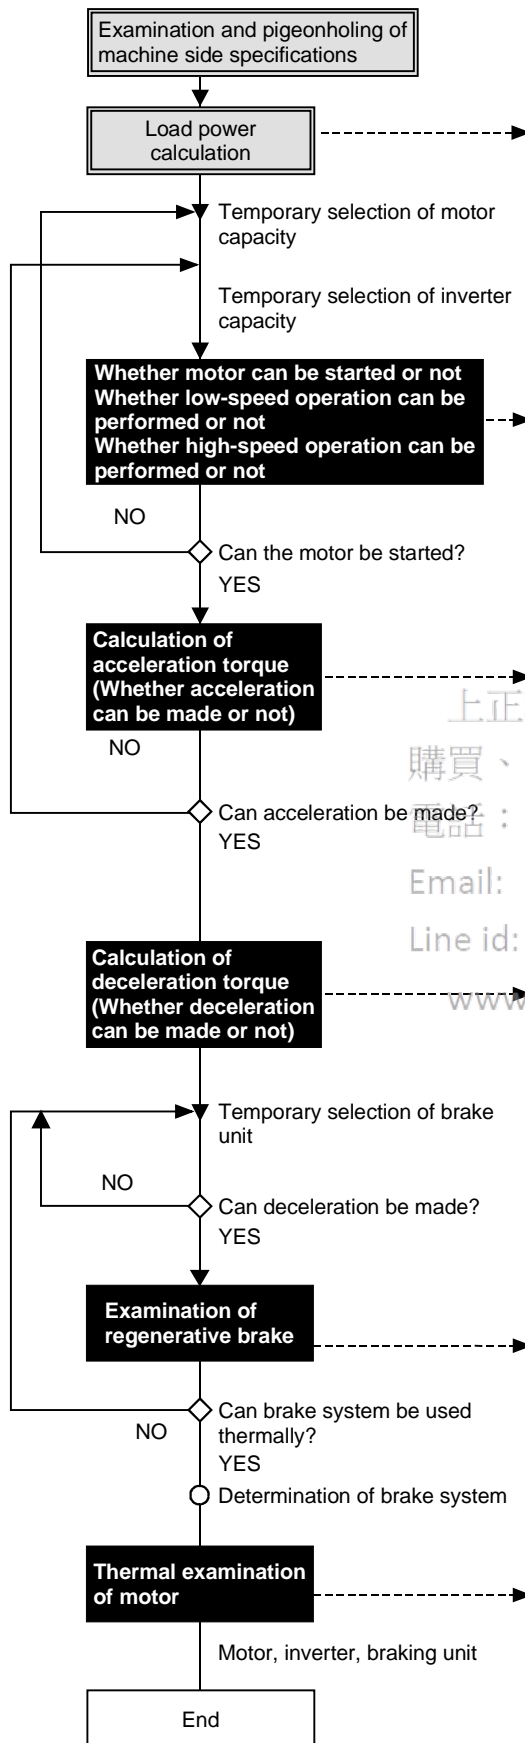 Examination and pigeonholing of
machine side specifications
Load power
calculation
Temporary selection of motor
capacity
Temporary selection of inverter
capacity
Whether motor can be started or not
Whether low-speed operation can be
performed or not
Whether high-speed operation can be
performed or not
NO
Can the motor be started?
YES
Calculation of
acceleration torque
(Whether acceleration
can be made or not)
上正
NO
購買、
Can acceleration be made?
電話：
YES
Email:
Line id:
Calculation of
deceleration torque
(Whether deceleration
can be made or not)
www
Temporary selection of brake
unit
NO
Can deceleration be made?
YES
Examination of
regenerative brake
Can brake system be used
thermally?
NO
YES
Determination of brake system
Thermal examination
of motor
Motor, inverter, braking unit
End